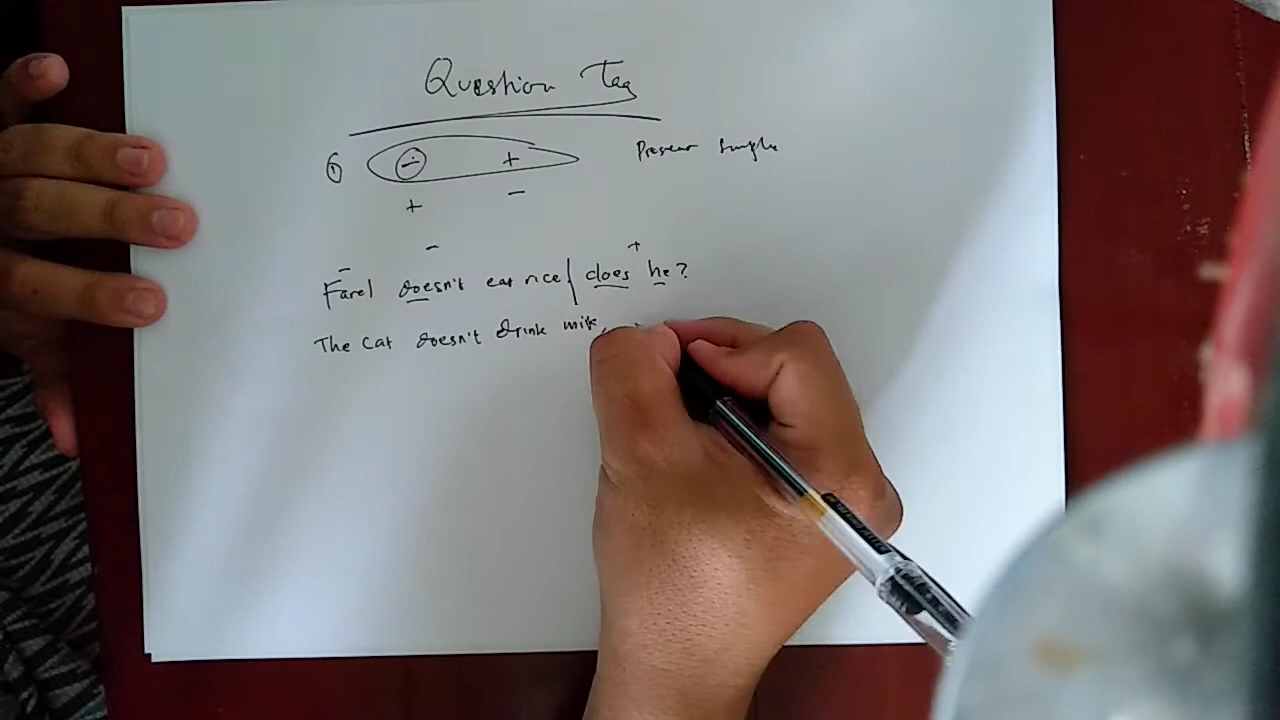 Question Tag
① ⊖ + Present Simple
+ -
- +
-
Farel doesn't eat rice / does he?
The Cat doesn't drink milk,